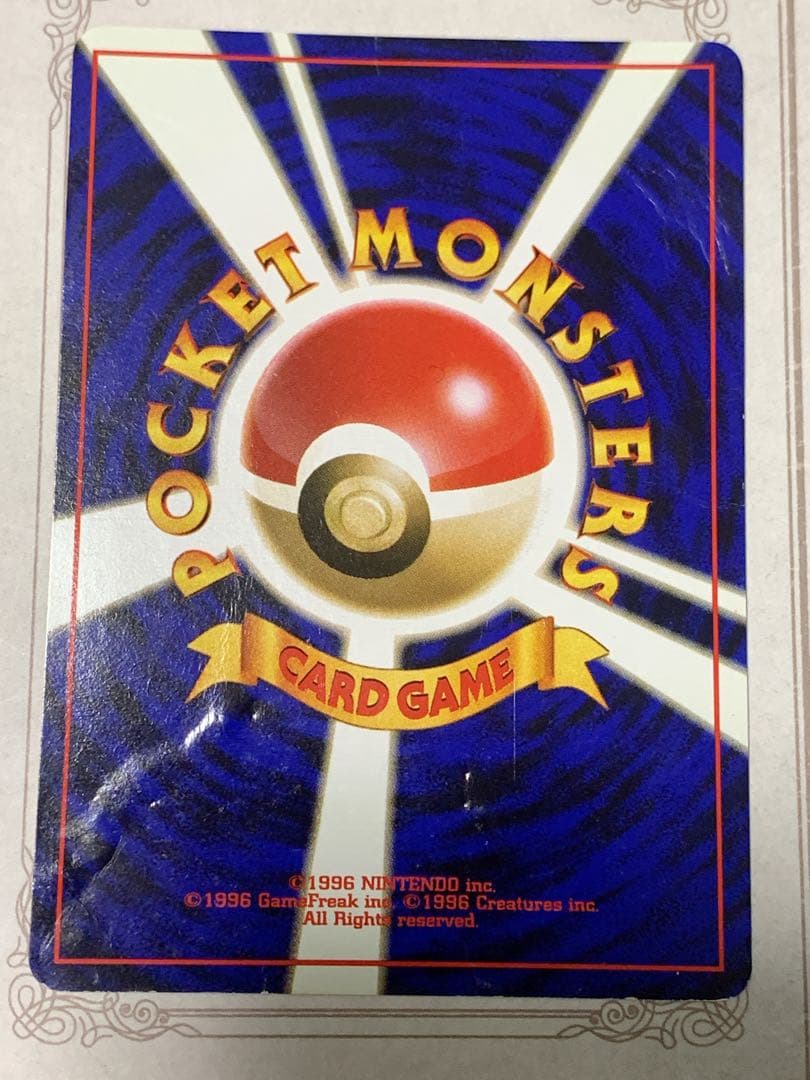 POCKET MONSTERS
CARD GAME
©1996 NINTENDO inc.
©1996 GameFreak inc. ©1996 Creatures inc.
All Rights reserved.